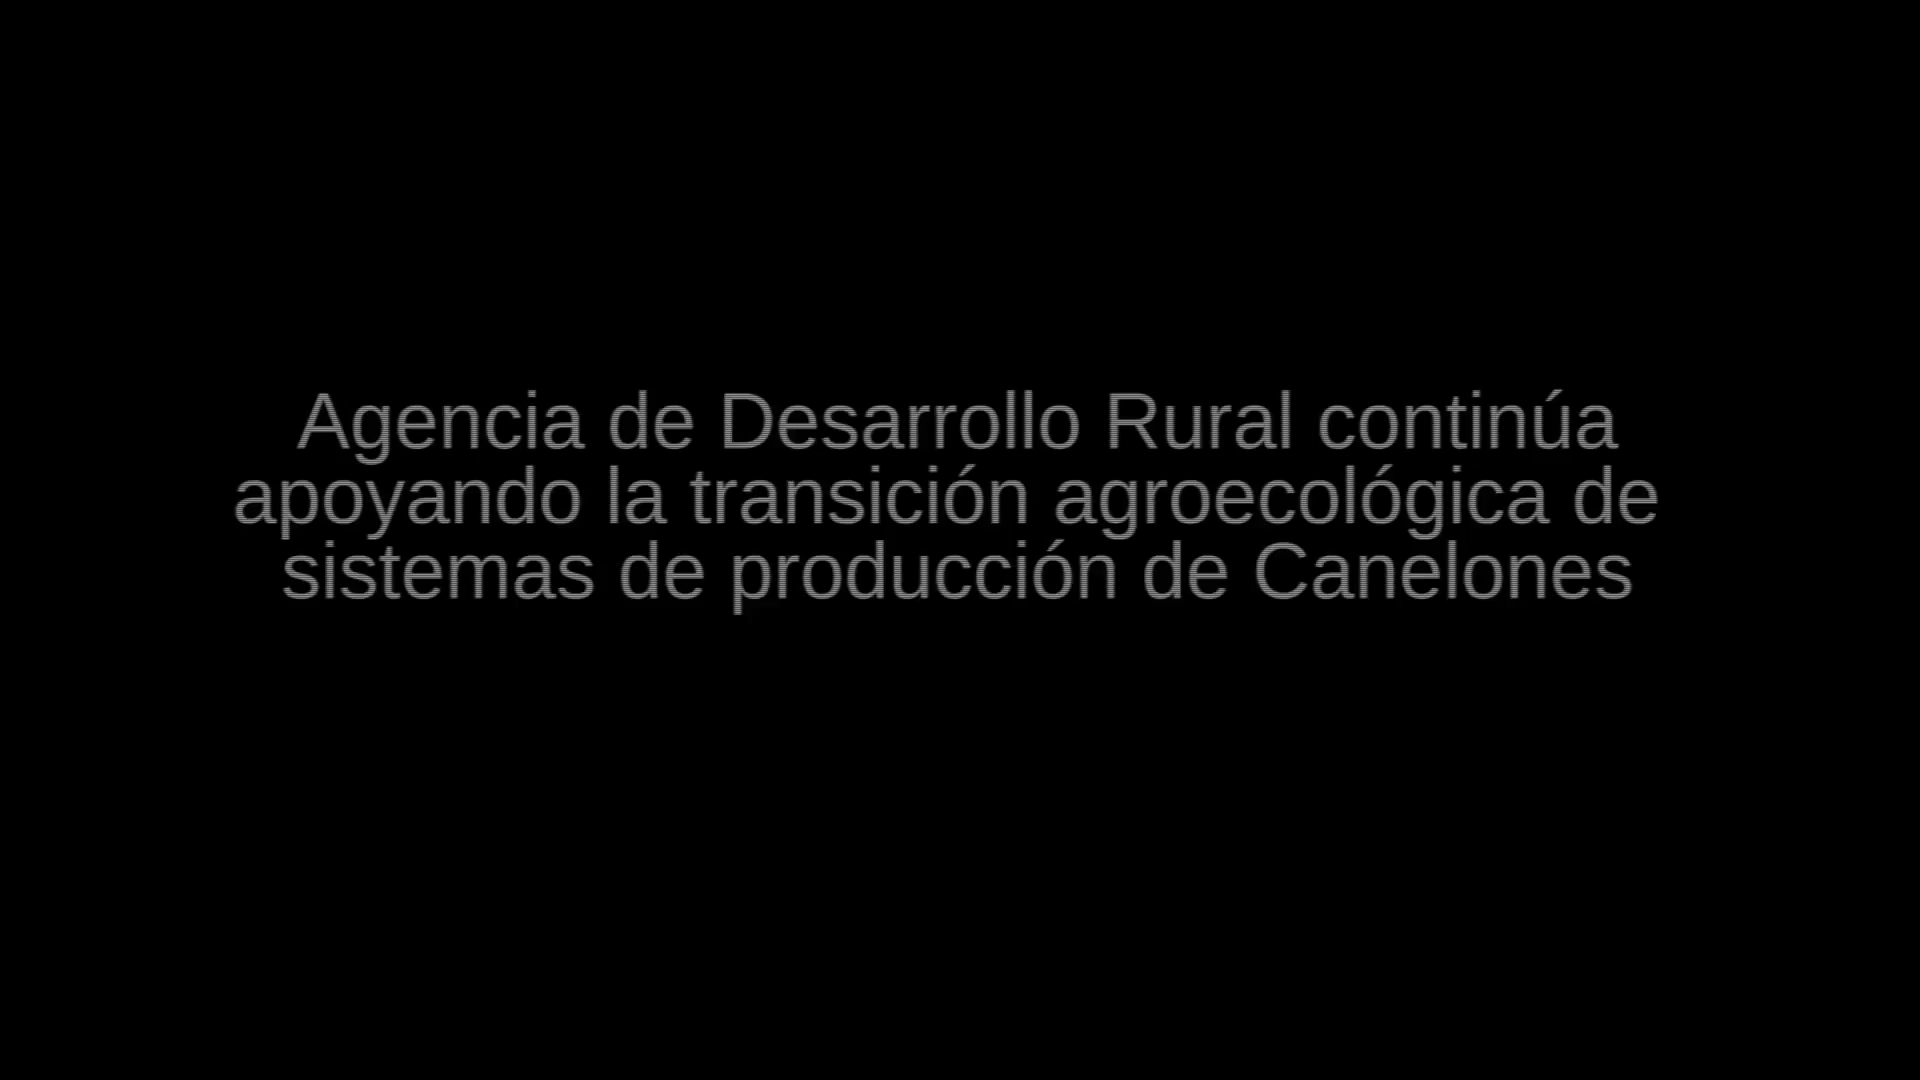 Agencia de Desarrollo Rural continúa
apoyando la transición agroecológica de
sistemas de producción de Canelones